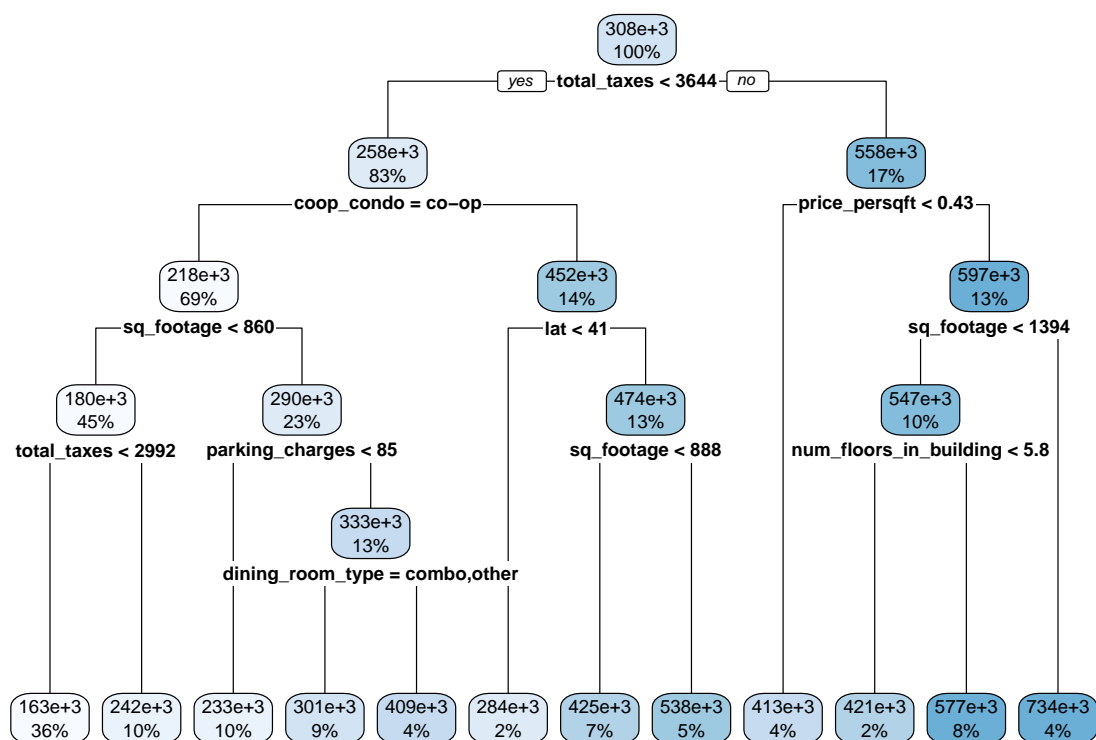 308e+3
100%
yes total_taxes < 3644 no
258e+3
83%
558e+3
17%
coop_condo = co−op
price_persqft < 0.43
218e+3
69%
452e+3
14%
597e+3
13%
sq_footage < 860
lat < 41
sq_footage < 1394
180e+3
45%
290e+3
23%
474e+3
13%
547e+3
10%
total_taxes < 2992
parking_charges < 85
sq_footage < 888
num_floors_in_building < 5.8
333e+3
13%
dining_room_type = combo,other
163e+3
36%
242e+3
10%
233e+3
10%
301e+3
9%
409e+3
4%
284e+3
2%
425e+3
7%
538e+3
5%
413e+3
4%
421e+3
2%
577e+3
8%
734e+3
4%